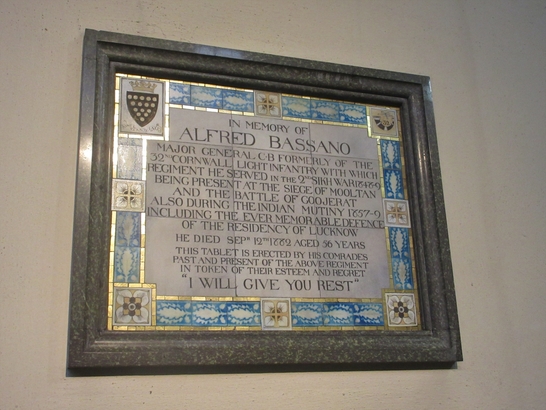 IN MEMORY OF
ALFRED BASSANO
MAJOR GENERAL C·B FORMERLY OF THE
32ND CORNWALL LIGHT INFANTRY WITH WHICH
REGIMENT HE SERVED IN THE 2ND SIKH WAR 1848-9
BEING PRESENT AT THE SIEGE OF MOOLTAN
AND THE BATTLE OF GOOJERAT
ALSO DURING THE INDIAN MUTINY 1857-9
INCLUDING THE EVER MEMORABLE DEFENCE
OF THE RESIDENCY OF LUCKNOW
HE DIED SEPR 12TH 1882 AGED 56 YEARS
THIS TABLET IS ERECTED BY HIS COMRADES
PAST AND PRESENT OF THE ABOVE REGIMENT
IN TOKEN OF THEIR ESTEEM AND REGRET
"I WILL GIVE YOU REST"